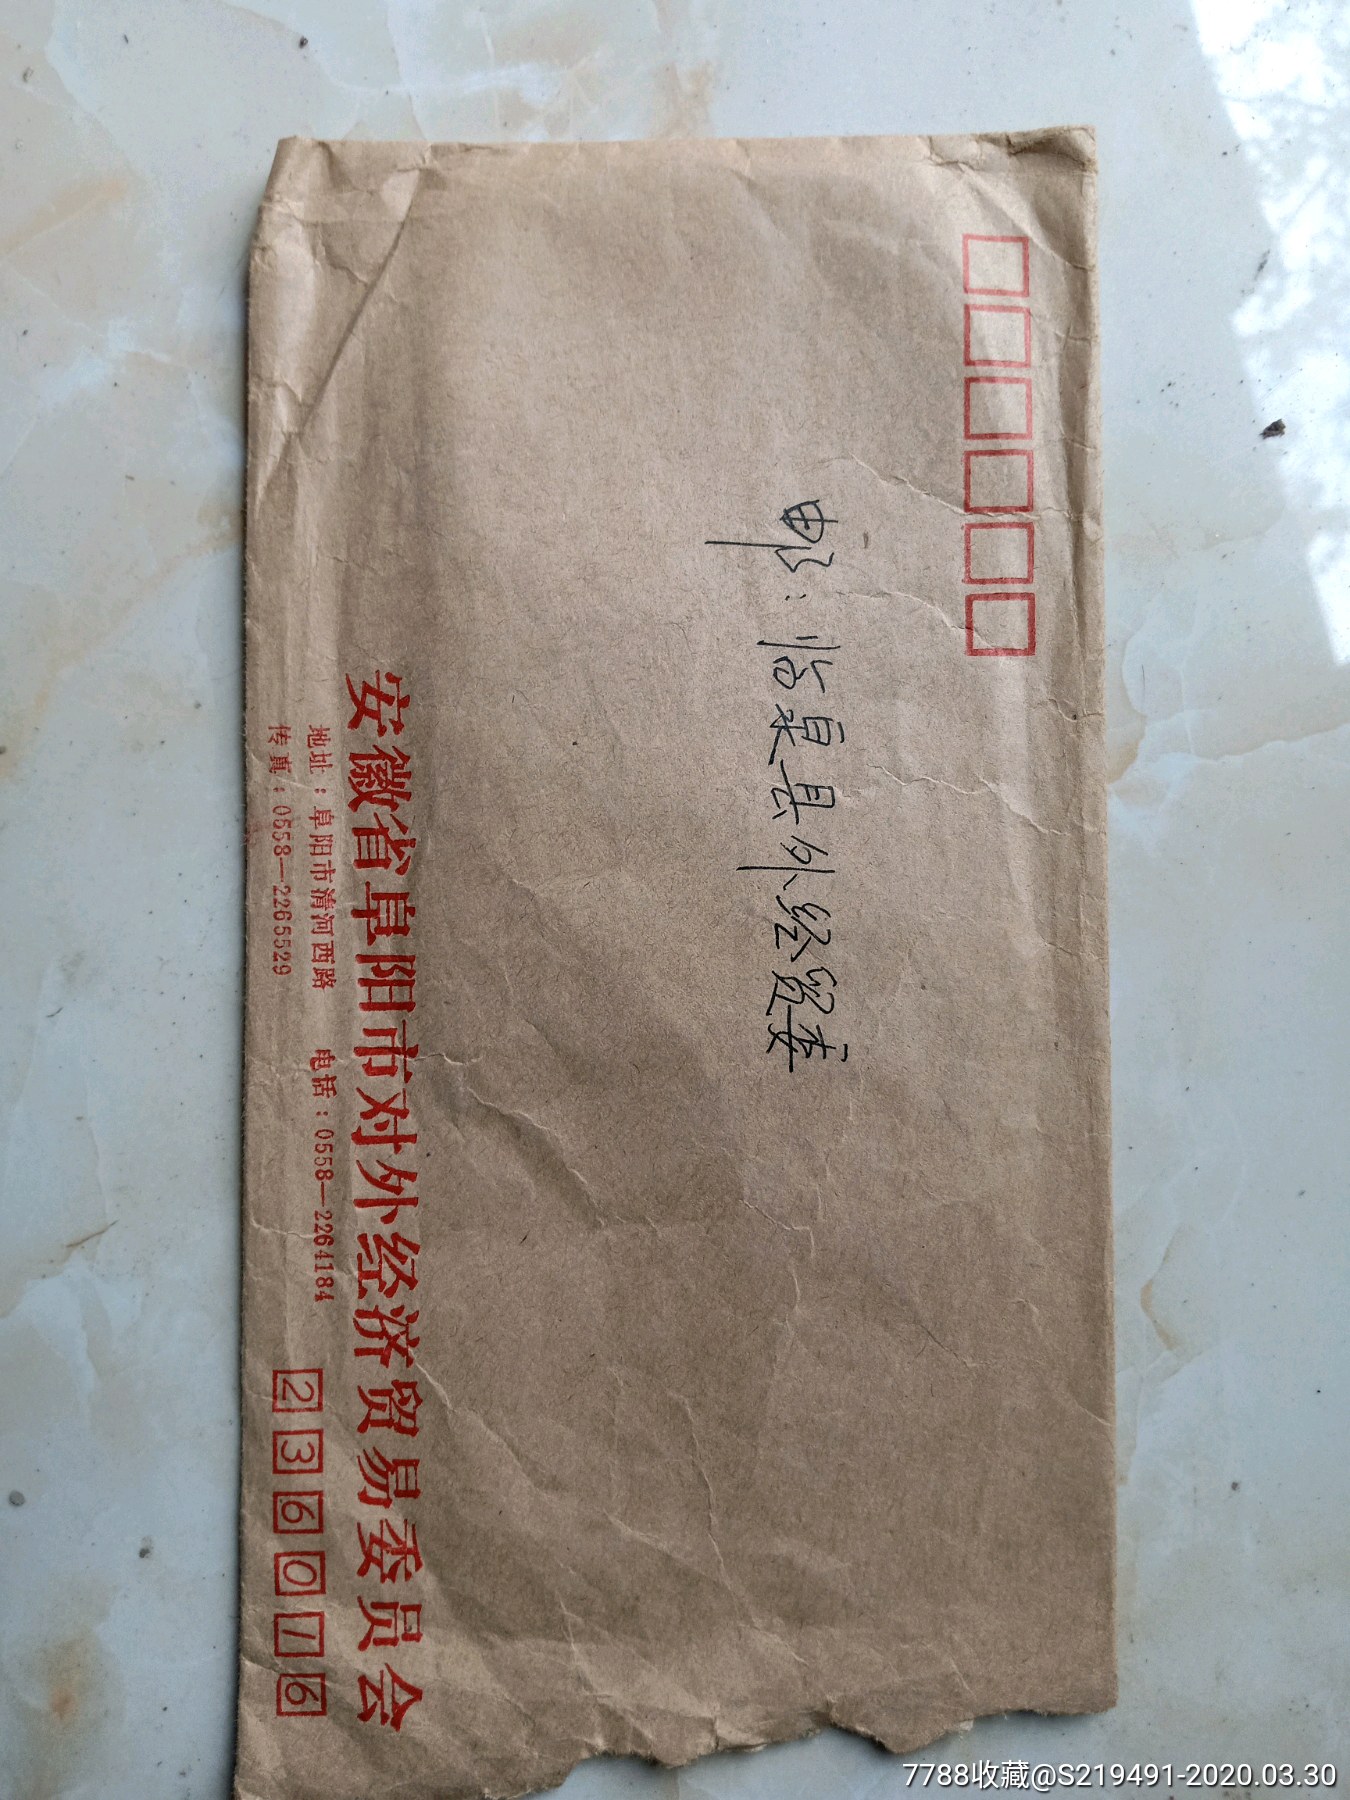 邮：临泉县外经贸委
安徽省阜阳市对外经济贸易委员会
地址：阜阳市清河西路 电话：0558—2264184
传真：0558—2265529
236076
7788收藏@S219491-2020.03.30